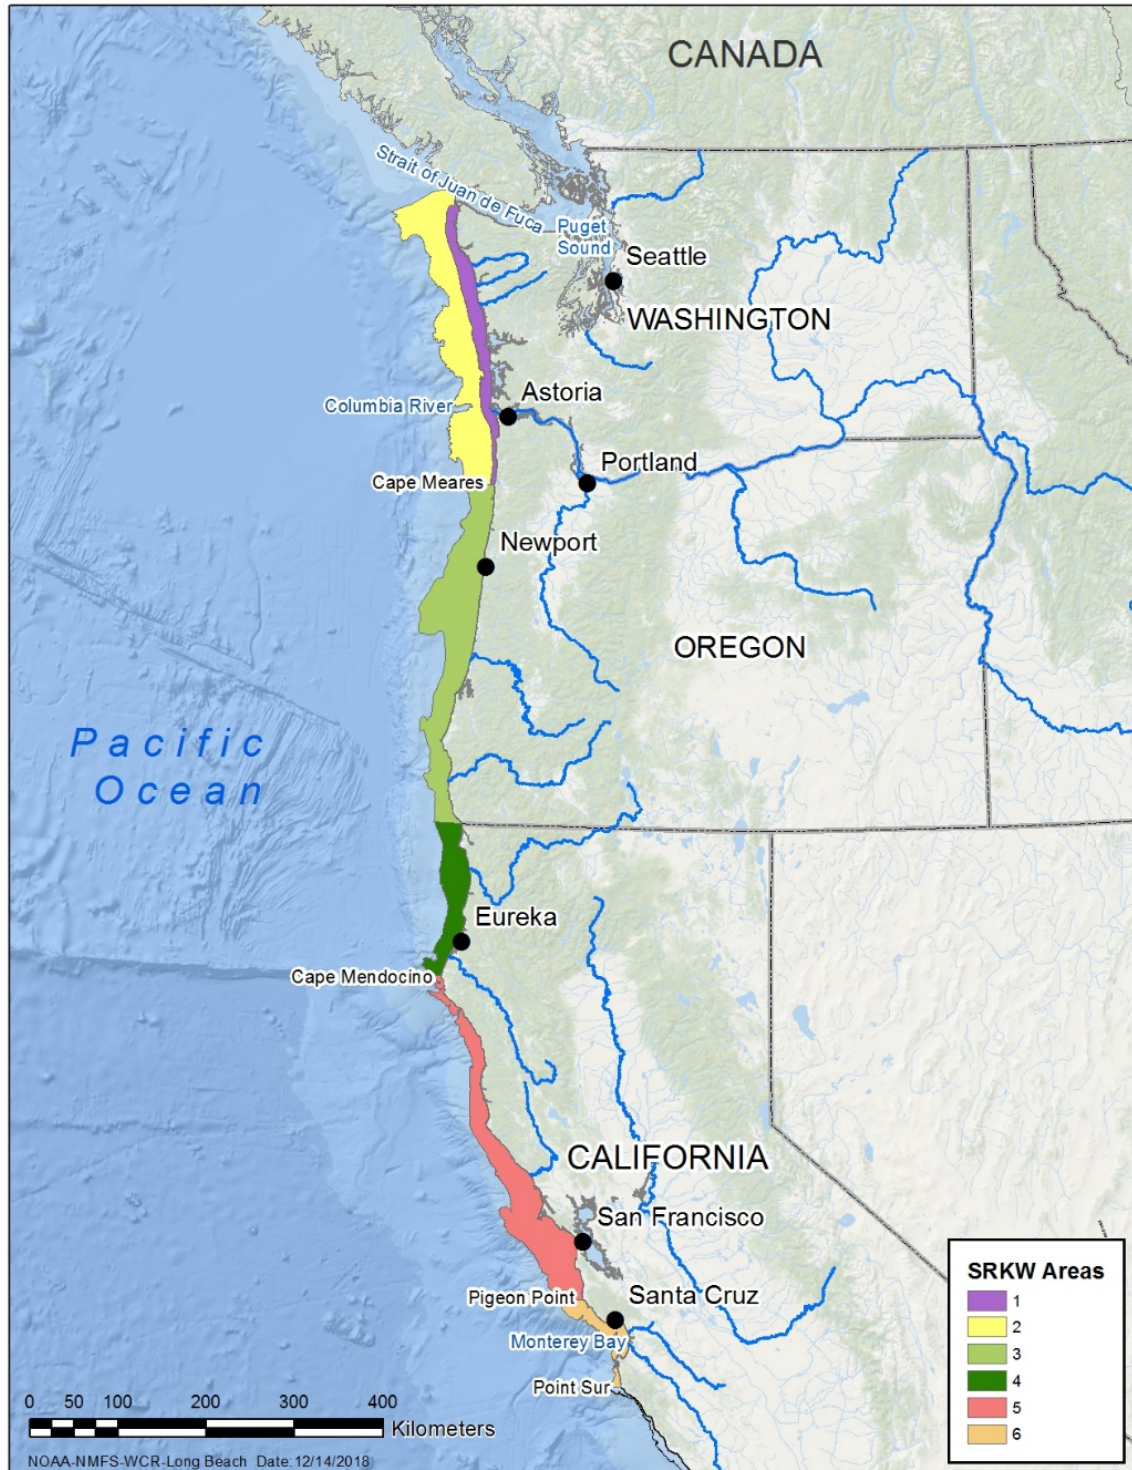 CANADA
Strait of Juan de Fuca
Puget
Sound
Seattle
WASHINGTON
Astoria
Columbia River
Portland
Cape Meares
Newport
OREGON
Pacific
Ocean
Eureka
Cape Mendocino
CALIFORNIA
San Francisco
Pigeon Point
Santa Cruz
Monterey Bay
Point Sur
SRKW Areas
1
2
3
4
5
6
0 50 100 200 300 400
Kilometers
NOAA-NMFS-WCR-Long Beach Date: 12/14/2018